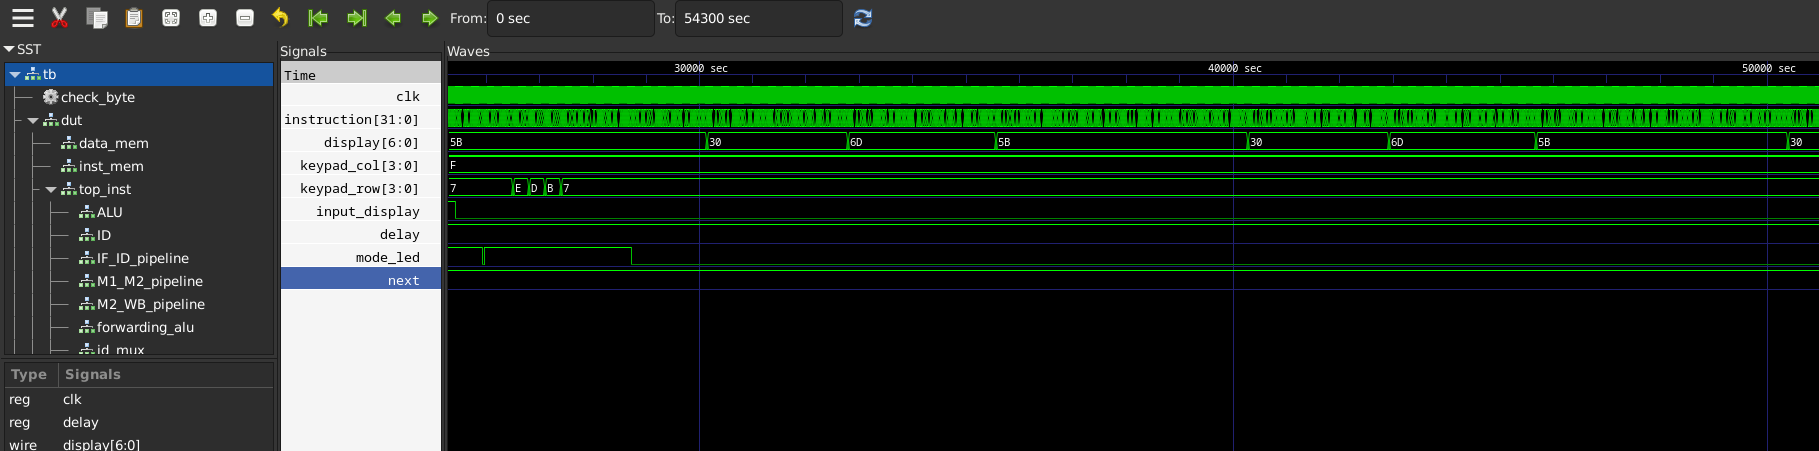 From: 0 sec To: 54300 sec
SST
tb
check_byte
dut
data_mem
inst_mem
top_inst
ALU
ID
IF_ID_pipeline
M1_M2_pipeline
M2_WB_pipeline
forwarding_alu
id_mux
Type Signals
reg clk
reg delay
wire display[6:0]
Signals
Time
clk
instruction[31:0]
display[6:0]
keypad_col[3:0]
keypad_row[3:0]
input_display
delay
mode_led
next
Waves
30000 sec 40000 sec 50000 sec
5B 30 6D 5B 30 6D 5B 30
F
7 E D B 7